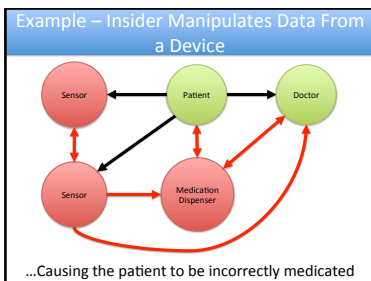 Example – Insider Manipulates Data From
a Device
Sensor
Patient
Doctor
Sensor
Medication
Dispenser
...Causing the patient to be incorrectly medicated